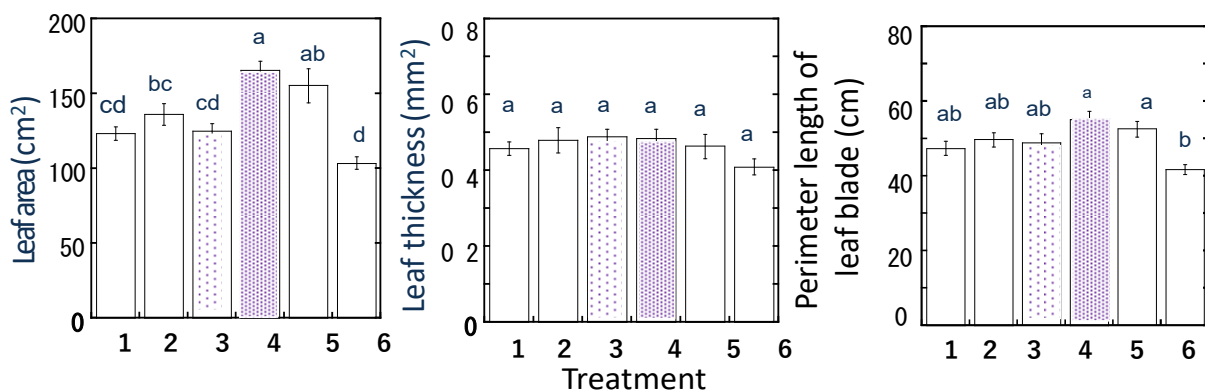 Leaf area (cm²)
200
150
100
50
0
cd
bc
cd
a
ab
d
1 2 3 4 5 6
Leaf thickness (mm²)
0 8
0 6
0 4
0 2
0
a a a a a a
1 2 3 4 5 6
Treatment
Perimeter length of
leaf blade (cm)
80
60
40
20
0
ab ab ab a a b
1 2 3 4 5 6